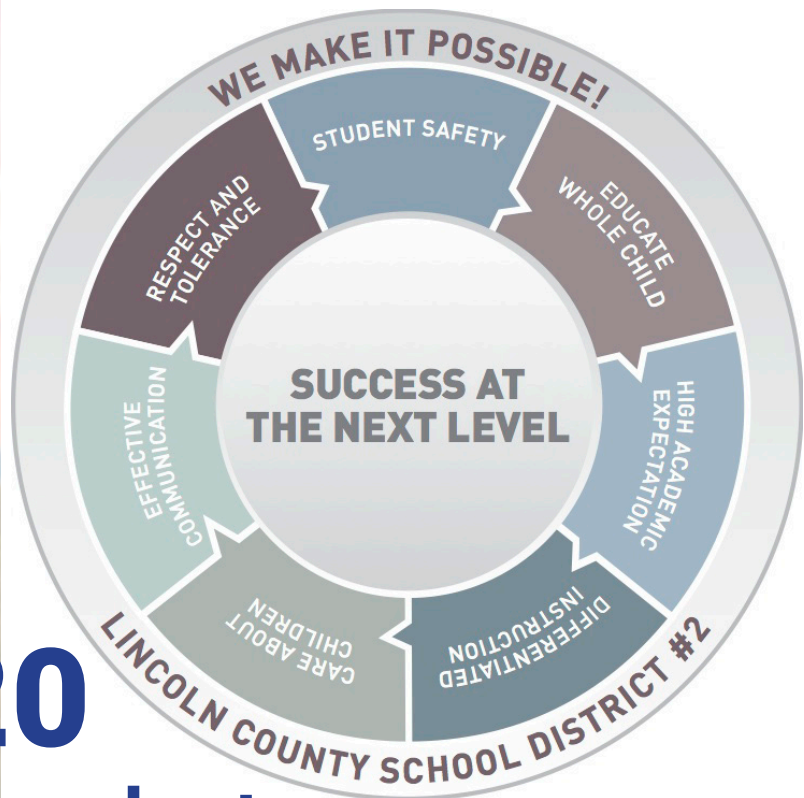 WE MAKE IT POSSIBLE!
STUDENT SAFETY
EDUCATE
WHOLE CHILD
HIGH ACADEMIC
EXPECTATION
DIFFERENTIATED
INSTRUCTION
CARE ABOUT
CHILDREN
EFFECTIVE
COMMUNICATION
RESPECT AND
TOLERANCE
SUCCESS AT
THE NEXT LEVEL
LINCOLN COUNTY SCHOOL DISTRICT #2
20